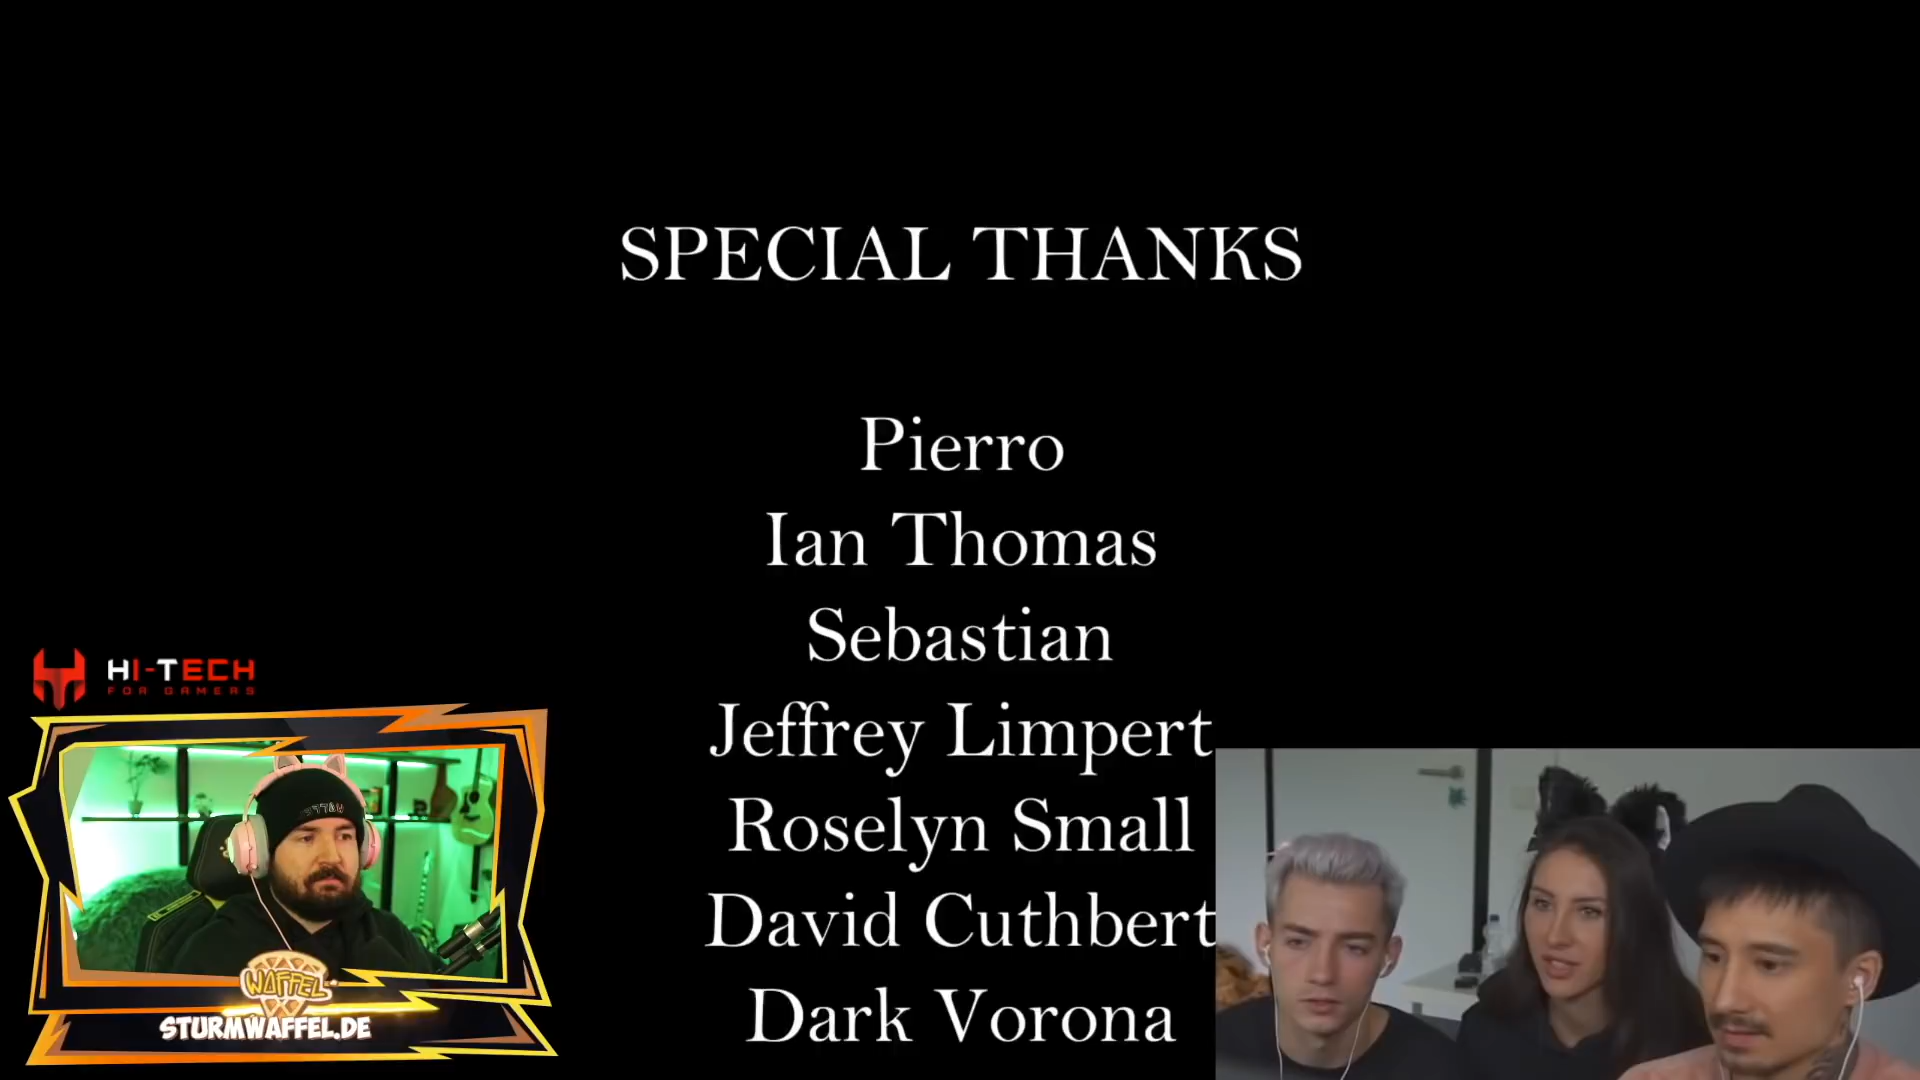 SPECIAL THANKS
Pierro
Ian Thomas
Sebastian
Jeffrey Limpert
Roselyn Small
David Cuthbert
Dark Vorona
HI-TECH
FOR GAMERS
WAFFEL
STURMWAFFEL.DE